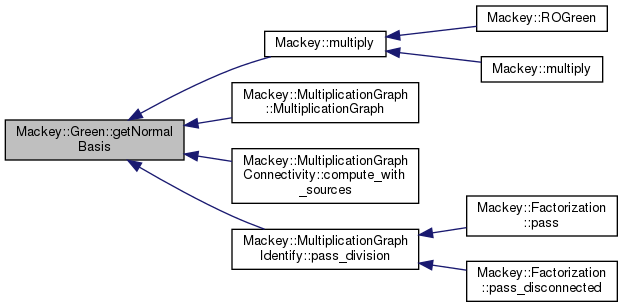 Mackey::Green::getNormal
Basis
Mackey::multiply
Mackey::ROGreen
Mackey::multiply
Mackey::MultiplicationGraph
::MultiplicationGraph
Mackey::MultiplicationGraph
Connectivity::compute_with
_sources
Mackey::MultiplicationGraph
Identify::pass_division
Mackey::Factorization
::pass
Mackey::Factorization
::pass_disconnected